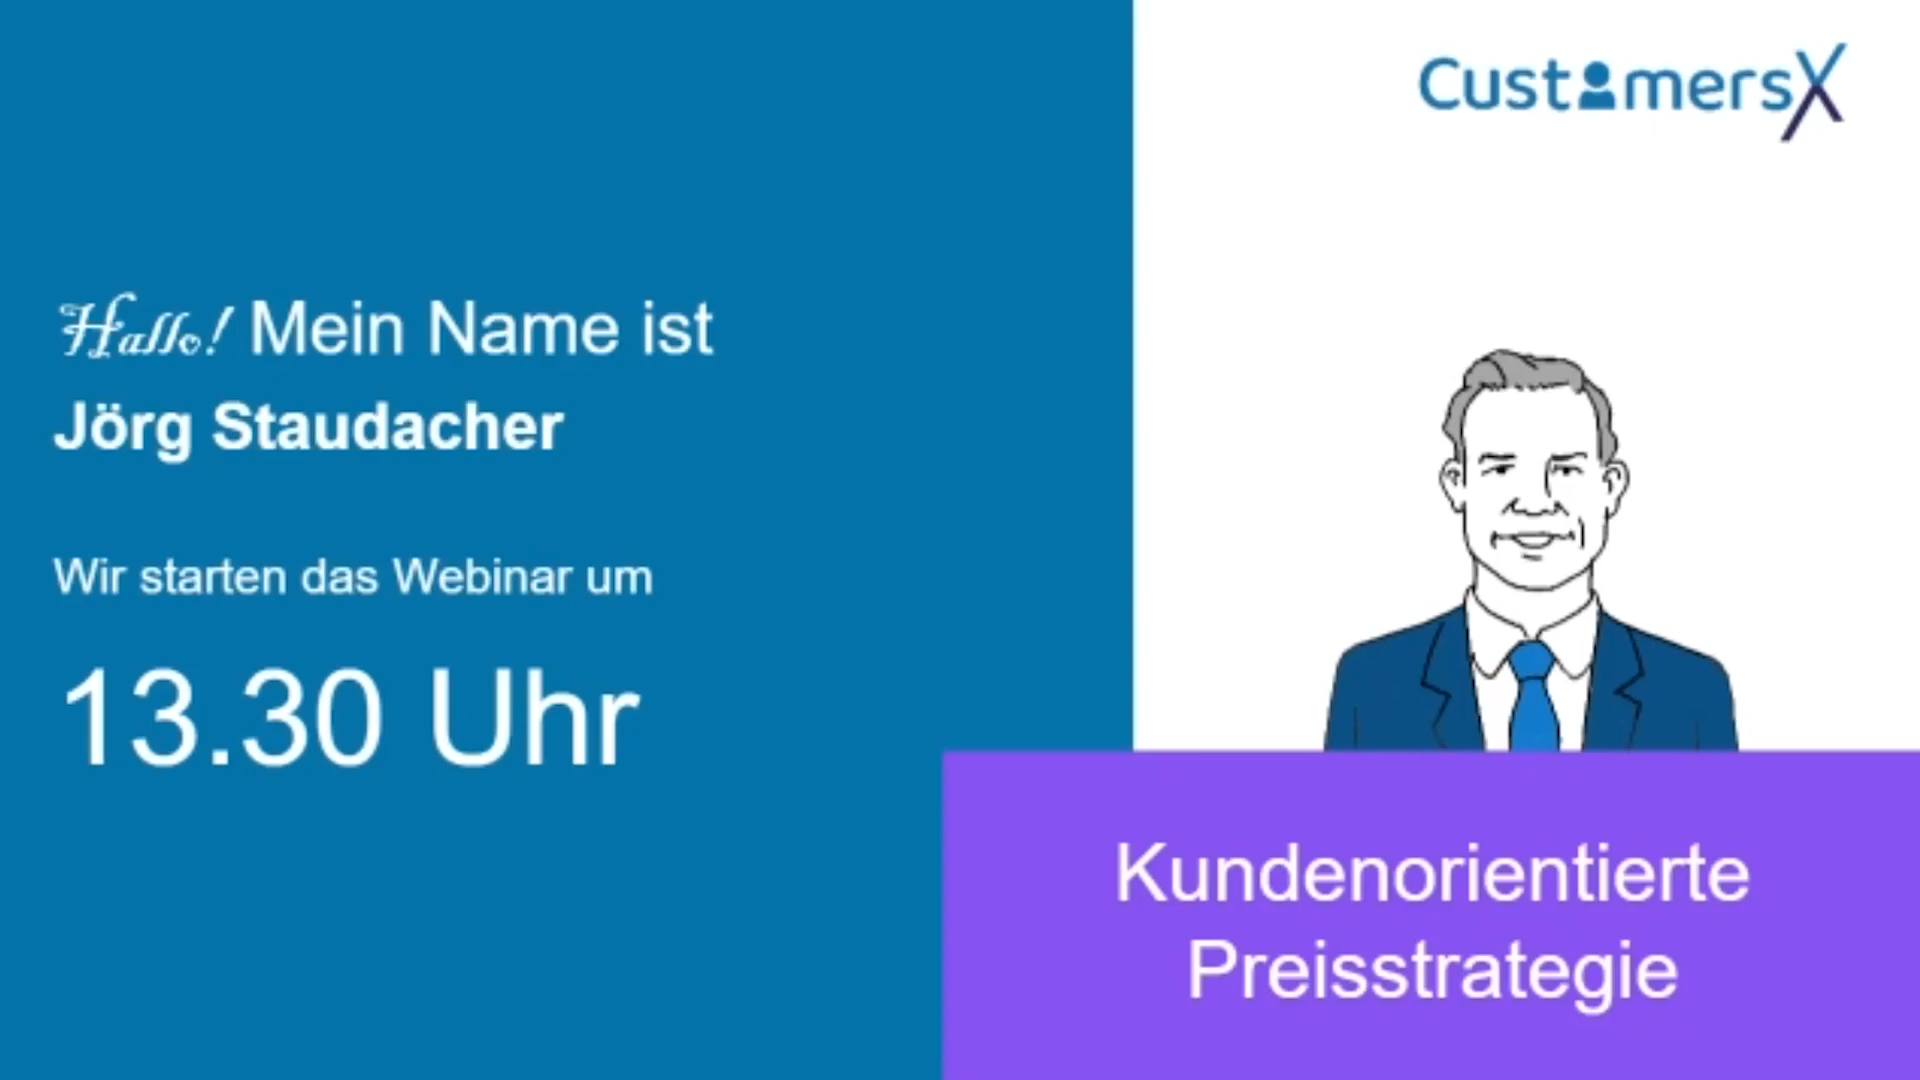 CustomersX
Hallo! Mein Name ist
Jörg Staudacher
Wir starten das Webinar um
13.30 Uhr
Kundenorientierte
Preisstrategie